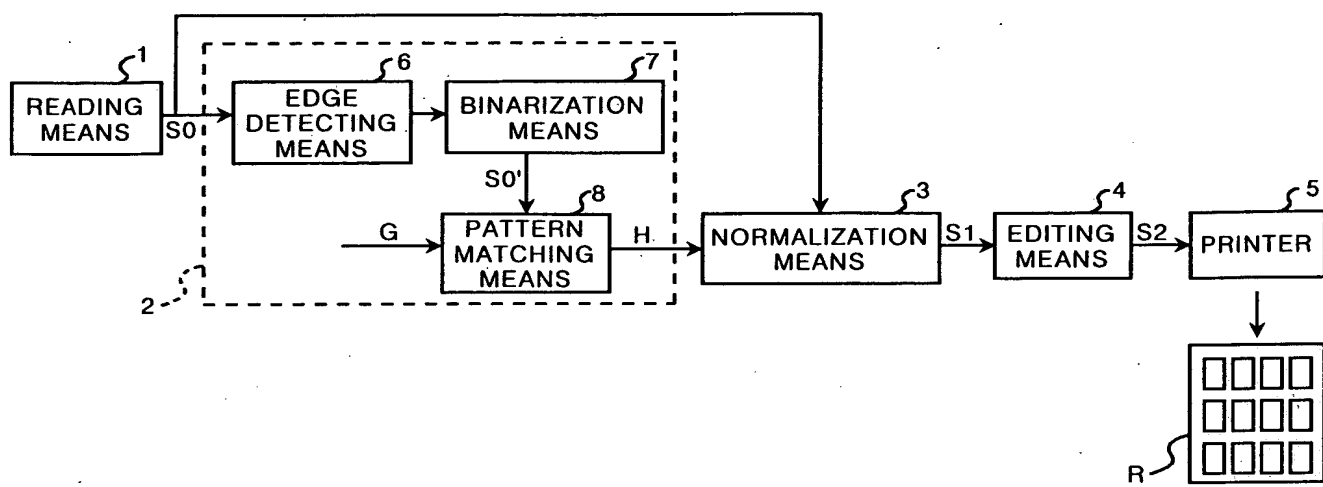 1
READING
MEANS
S0
6
EDGE
DETECTING
MEANS
7
BINARIZATION
MEANS
S0'
G
8
PATTERN
MATCHING
MEANS
H
2
3
NORMALIZATION
MEANS
S1
4
EDITING
MEANS
S2
5
PRINTER
R